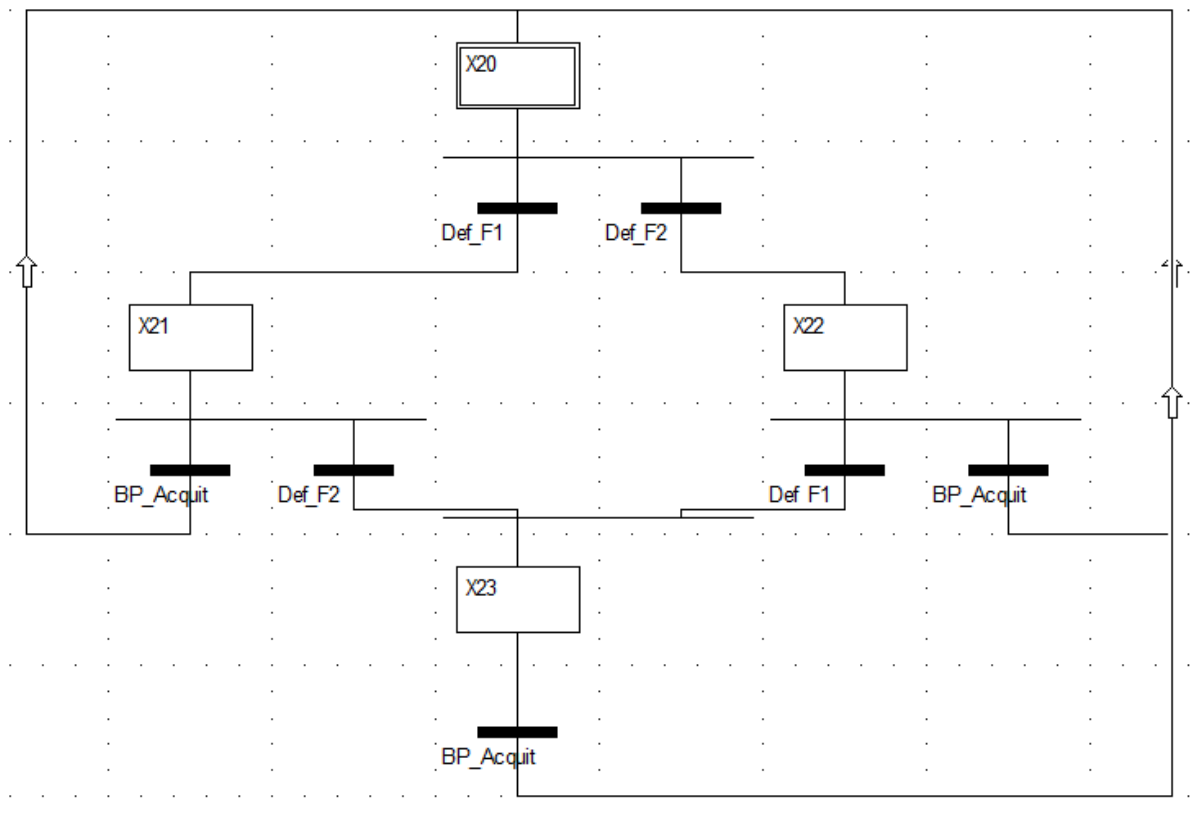 X20
Def_F1
Def_F2
X21
X22
BP_Acquit
Def_F2
Def F1
BP_Acquit
X23
BP_Acquit